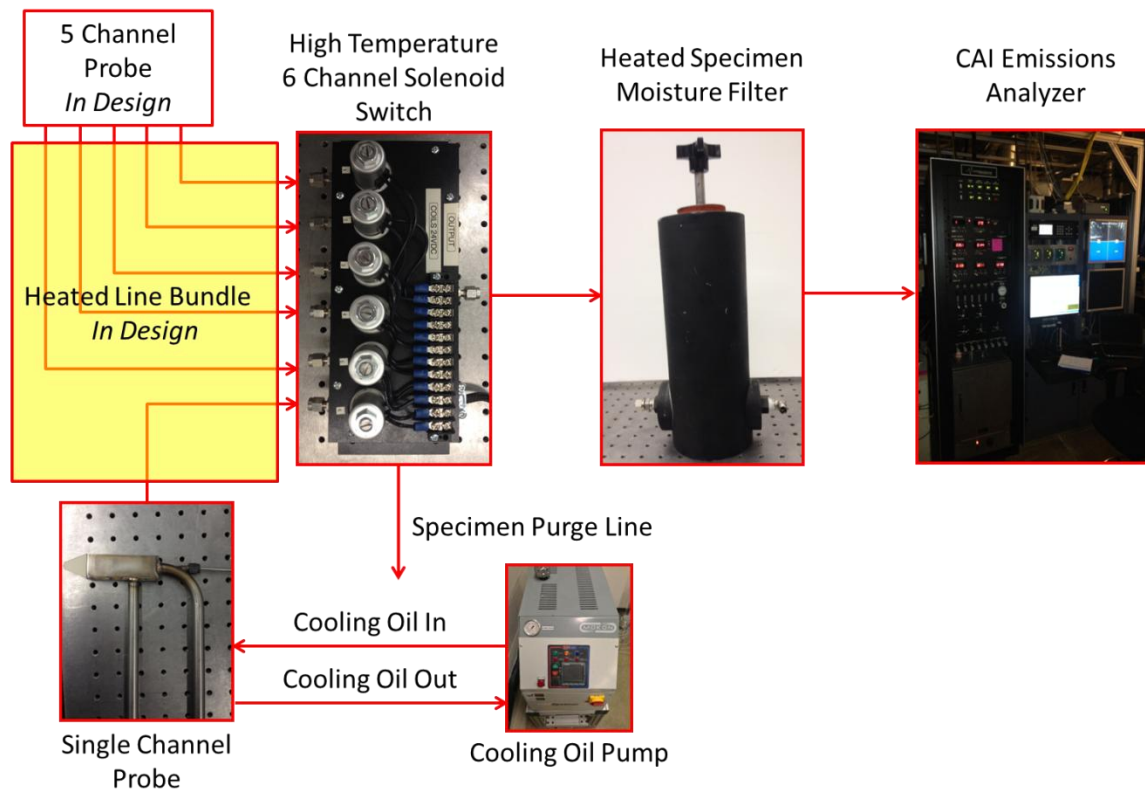 5 Channel
Probe
In Design
High Temperature
6 Channel Solenoid
Switch
Heated Specimen
Moisture Filter
CAI Emissions
Analyzer
Heated Line Bundle
In Design
COILS 24VDC
OUTPUT
Specimen Purge Line
Cooling Oil In
Cooling Oil Out
Single Channel
Probe
Cooling Oil Pump